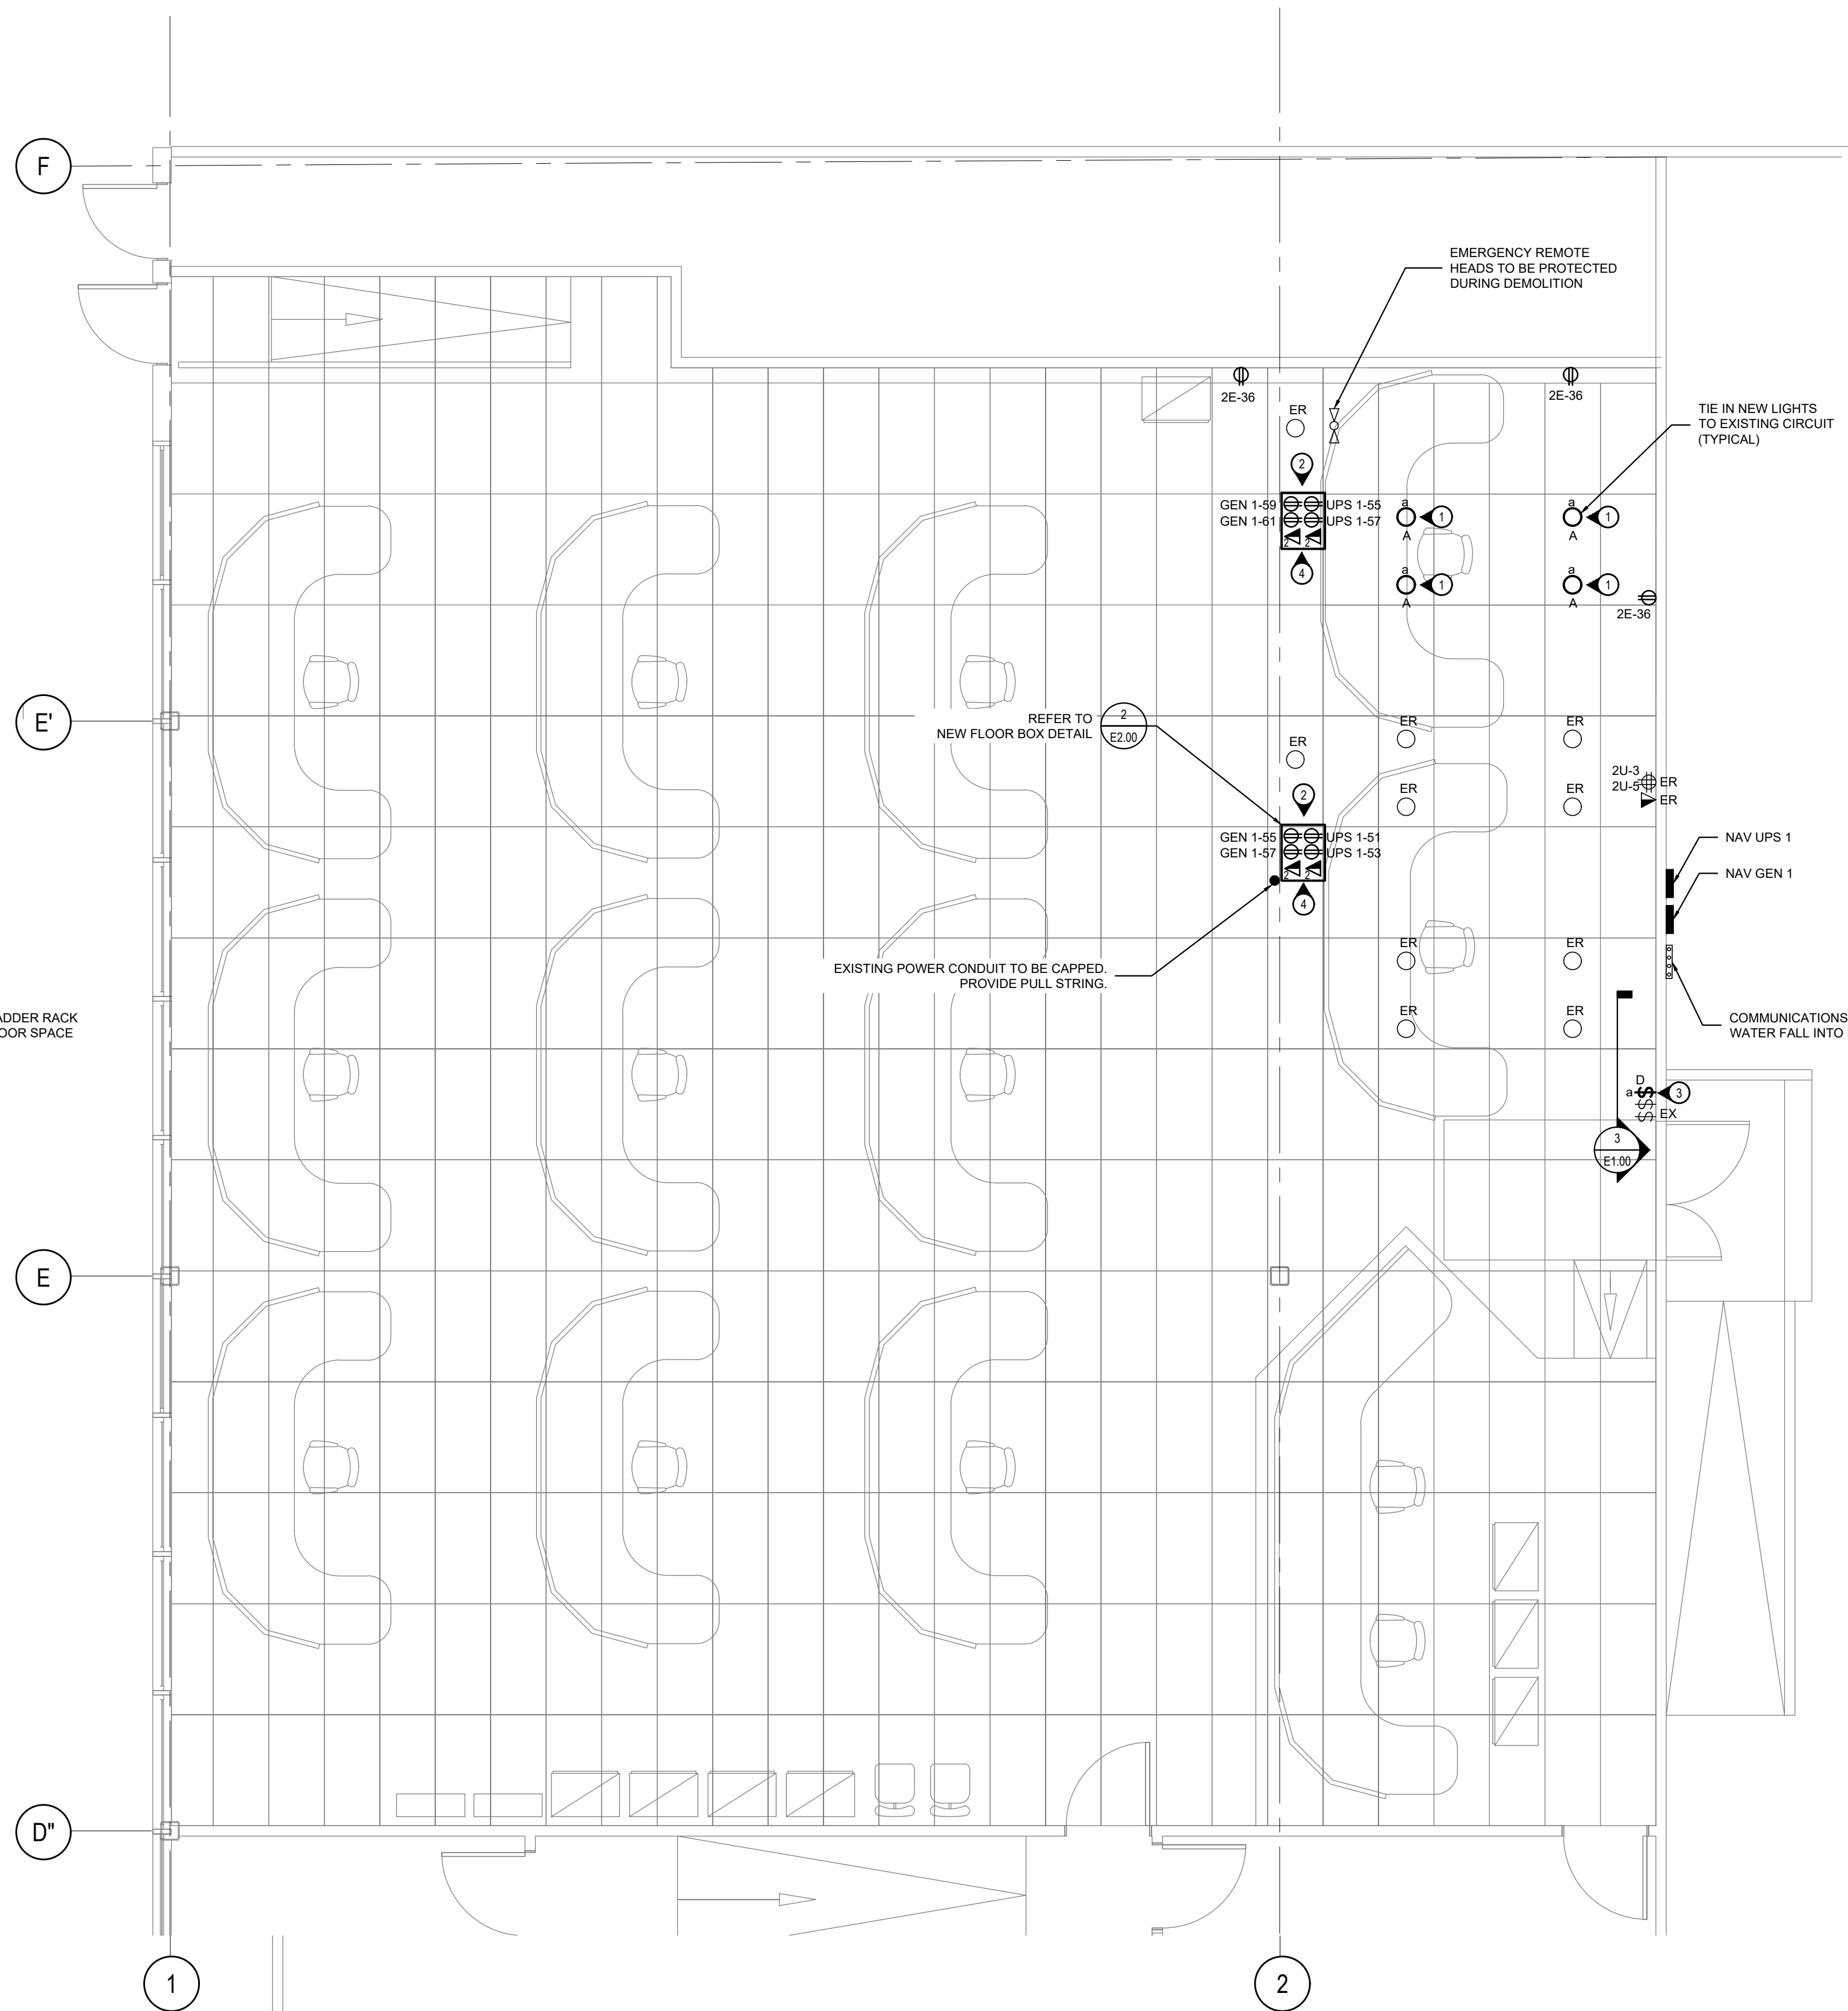 F
EMERGENCY REMOTE
HEADS TO BE PROTECTED
DURING DEMOLITION
2E-36
2E-36
ER
TIE IN NEW LIGHTS
TO EXISTING CIRCUIT
(TYPICAL)
2
GEN 1-59
UPS 1-55
GEN 1-61
UPS 1-57
2
2
4
a
1
A
a
1
A
a
1
A
a
1
A
2E-36
E'
REFER TO
NEW FLOOR BOX DETAIL
2
E2.00
ER
ER
ER
ER
ER
2U-3
2U-5
ER
ER
2
GEN 1-55
UPS 1-51
GEN 1-57
UPS 1-53
2
2
4
NAV UPS 1
NAV GEN 1
ER
ER
EXISTING POWER CONDUIT TO BE CAPPED.
PROVIDE PULL STRING.
ER
ER
ADDER RACK
OOR SPACE
COMMUNICATIONS
WATER FALL INTO
D
a
$
$
$
3
EX
3
E1.00
E
D"
1
2